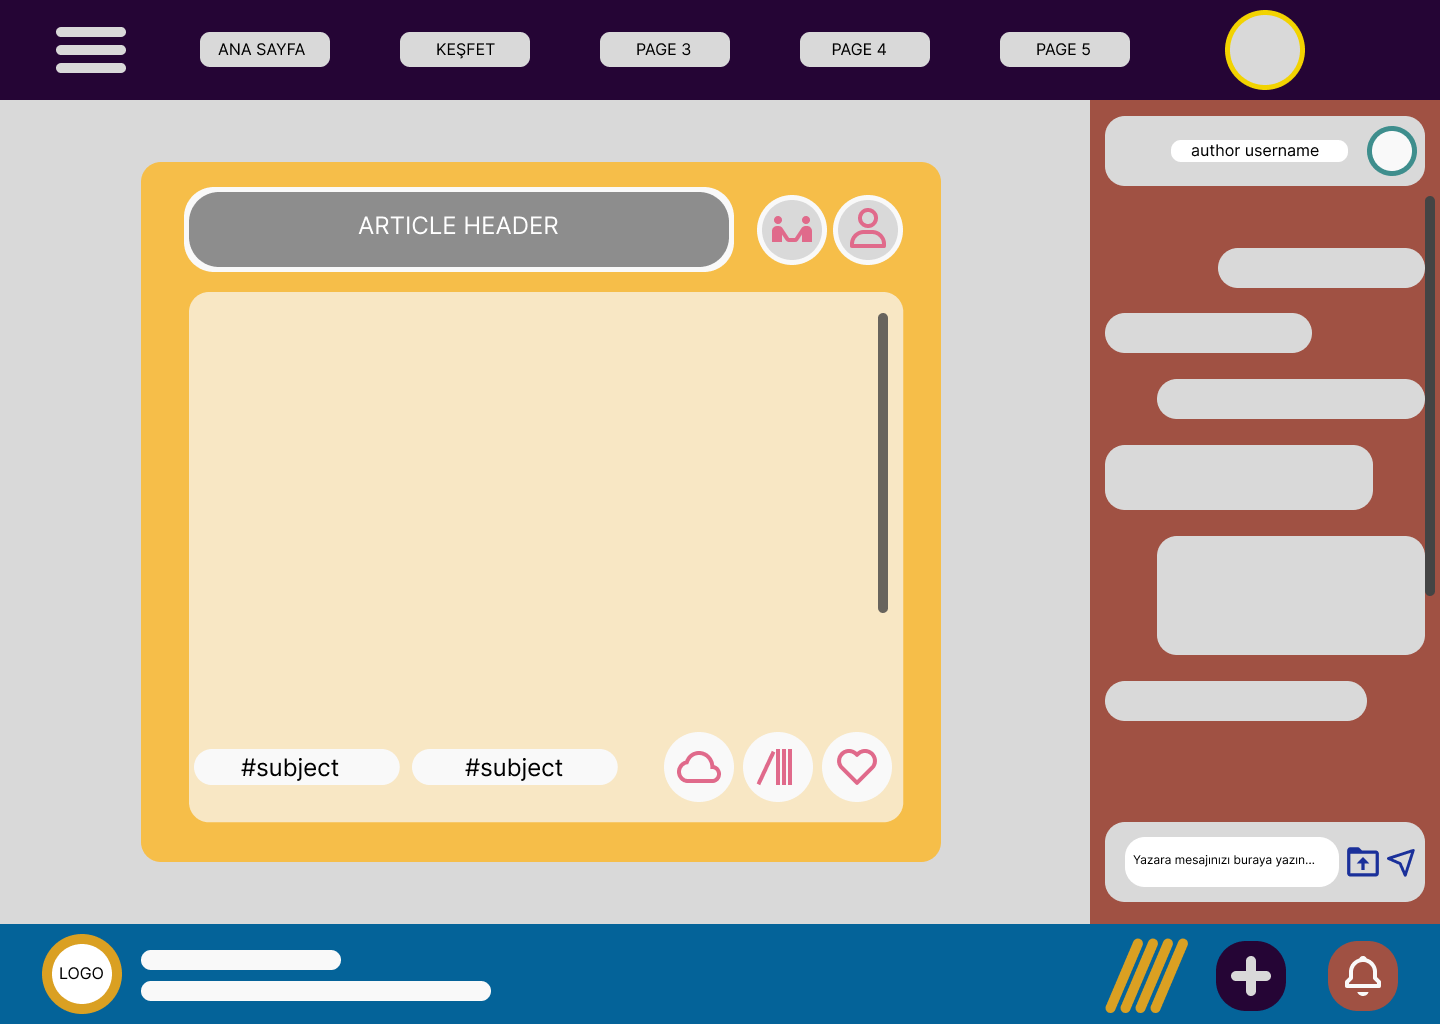 ANA SAYFA
KEŞFET
PAGE 3
PAGE 4
PAGE 5
author username
ARTICLE HEADER
#subject
#subject
Yazara mesajınızı buraya yazın...
LOGO